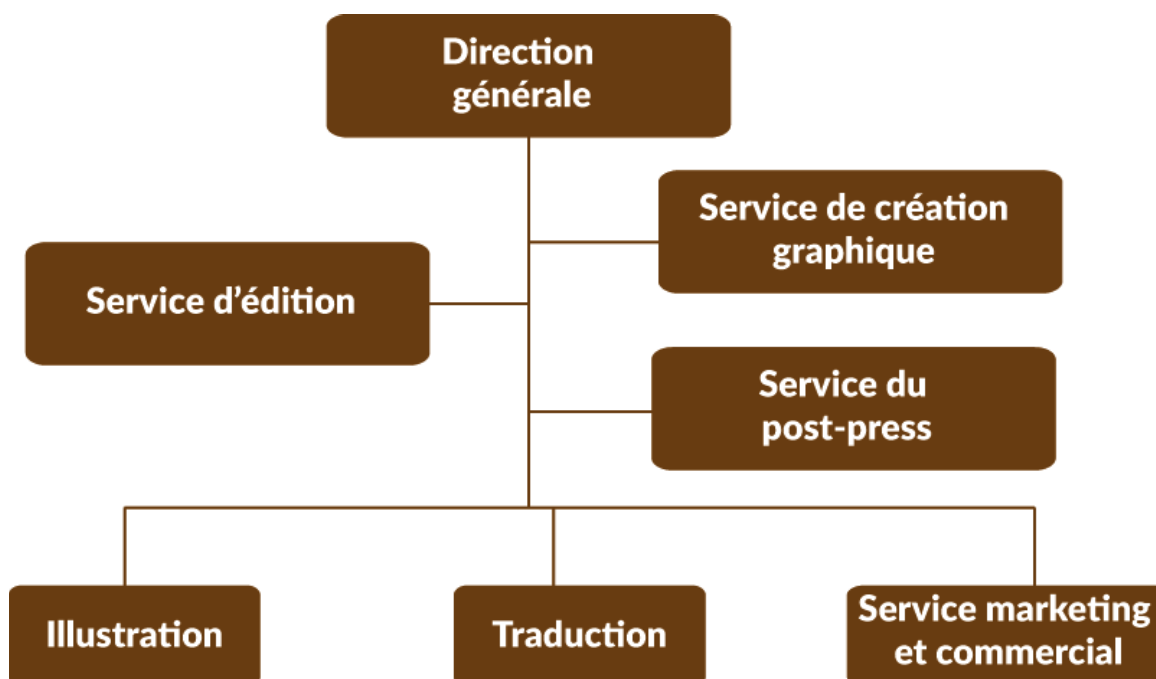 Direction
générale
Service de création
graphique
Service d’édition
Service du
post-press
Illustration
Traduction
Service marketing
et commercial